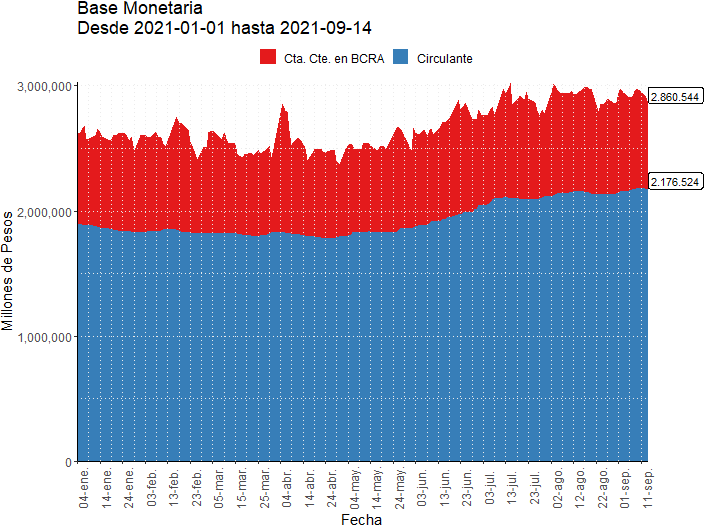 Base Monetaria
Desde 2021-01-01 hasta 2021-09-14
Cta. Cte. en BCRA
Circulante
3,000,000
2,000,000
1,000,000
0
Millones de Pesos
2.860.544
2.176.524
04-ene.
14-ene.
24-ene.
03-feb.
13-feb.
23-feb.
05-mar.
15-mar.
25-mar.
04-abr.
14-abr.
24-abr.
04-may.
14-may.
24-may.
03-jun.
13-jun.
23-jun.
03-jul.
13-jul.
23-jul.
02-ago.
12-ago.
22-ago.
01-sep.
11-sep.
Fecha